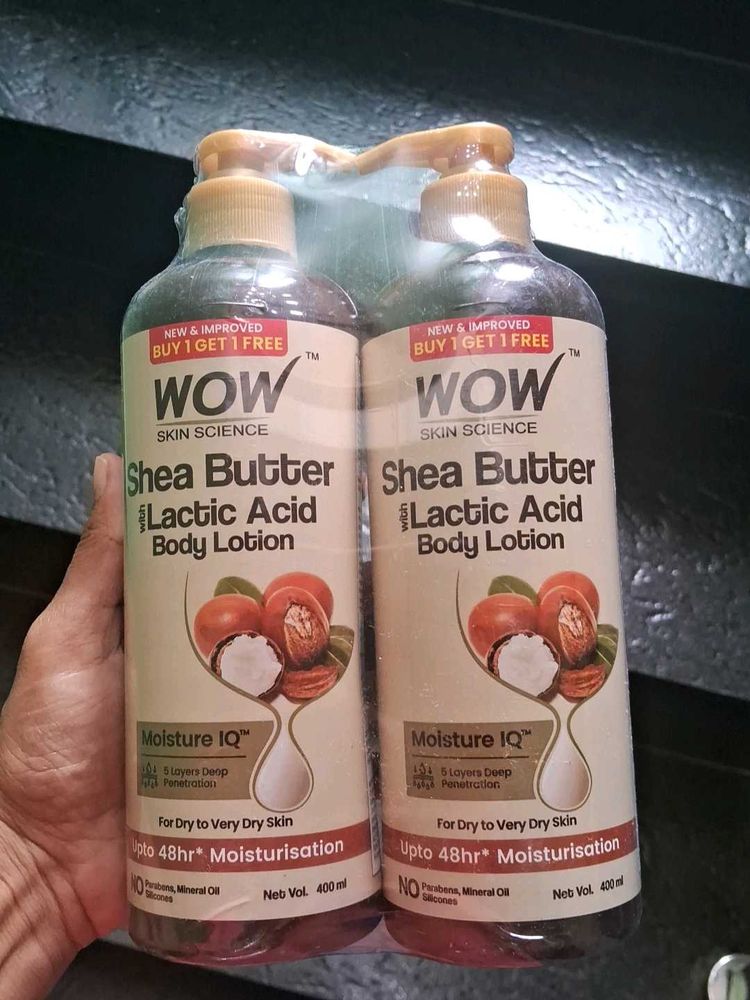 NEW & IMPROVED
BUY 1 GET 1 FREE
WOW™
SKIN SCIENCE
Shea Butter
with Lactic Acid
Body Lotion
Moisture IQ™
5 Layers Deep
Penetration
For Dry to Very Dry Skin
Upto 48hr* Moisturisation
NO Parabens, Mineral Oil
Silicones
Net Vol. 400 ml
NEW & IMPROVED
BUY 1 GET 1 FREE
WOW™
SKIN SCIENCE
Shea Butter
with Lactic Acid
Body Lotion
Moisture IQ™
5 Layers Deep
Penetration
For Dry to Very Dry Skin
Upto 48hr* Moisturisation
NO Parabens, Mineral Oil
Silicones
Net Vol. 400 ml